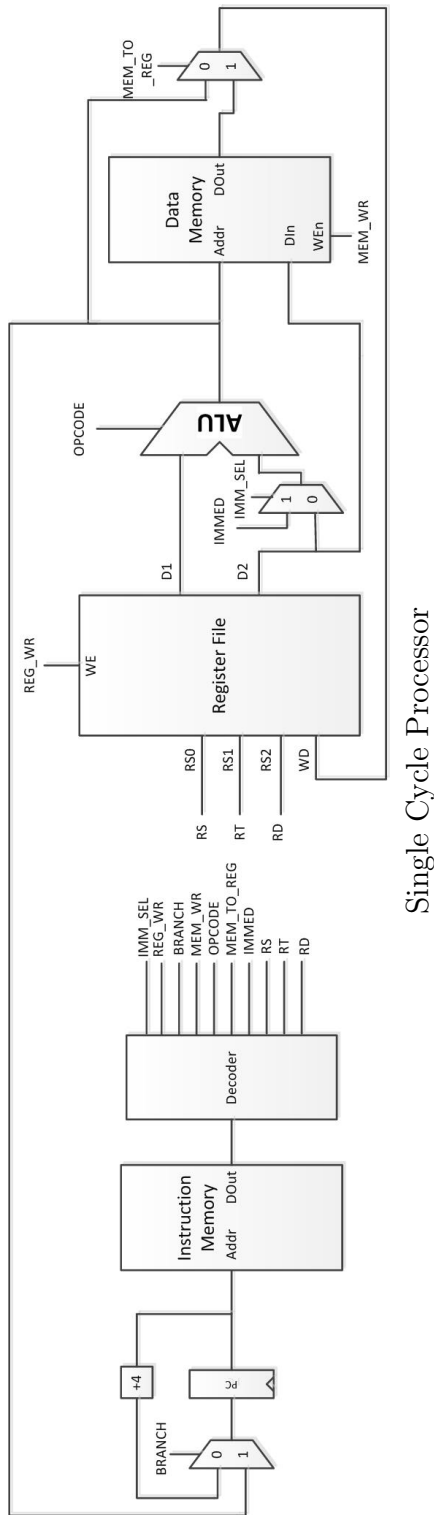 BRANCH
0
1
+4
PC
Instruction
Memory
Addr
DOut
Decoder
IMM_SEL
REG_WR
BRANCH
MEM_WR
OPCODE
MEM_TO_REG
IMMED
RS
RT
RD
RS
RT
RD
REG_WR
WE
RS0
RS1
RS2
WD
Register File
D1
D2
IMMED
IMM_SEL
1
0
OPCODE
ALU
Data
Memory
Addr
DOut
DIn
WEn
MEM_WR
MEM_TO
_REG
0
1
Single Cycle Processor